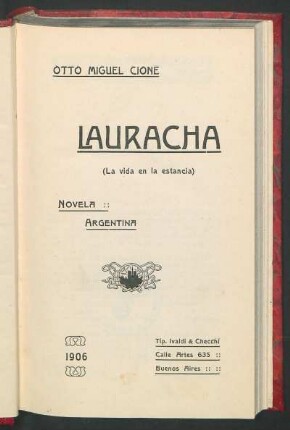 OTTO MIGUEL CIONE
LAURACHA
(La vida en la estancia)
NOVELA ::
ARGENTINA
1906
Tip. Ivaldi & Checchi
Calle Artes 635 ::
Buenos Aires :: ::